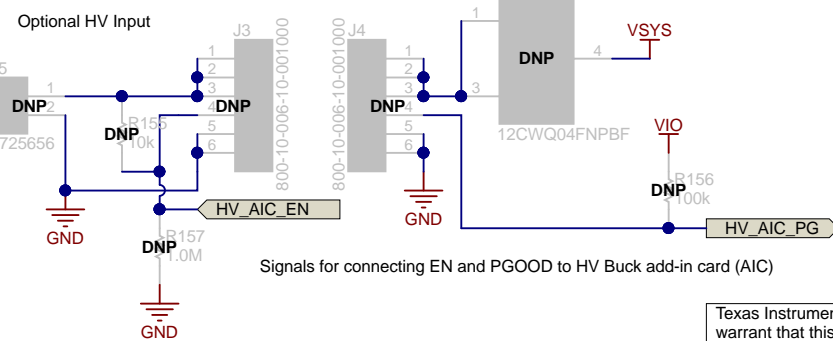 Optional HV Input
J3
J4
1
2
3
4
5
6
DNP
800-10-006-10-001000
1
2
3
4
5
6
DNP
800-10-006-10-001000
1
3
4
DNP
12CWQ04FNPBF
VSYS
5
1
2
DNP
725656
DNP
R155
10k
GND
HV_AIC_EN
DNP
R157
1.0M
GND
GND
VIO
DNP
R156
100k
HV_AIC_PG
Signals for connecting EN and PGOOD to HV Buck add-in card (AIC)
Texas Instrumen
warrant that this